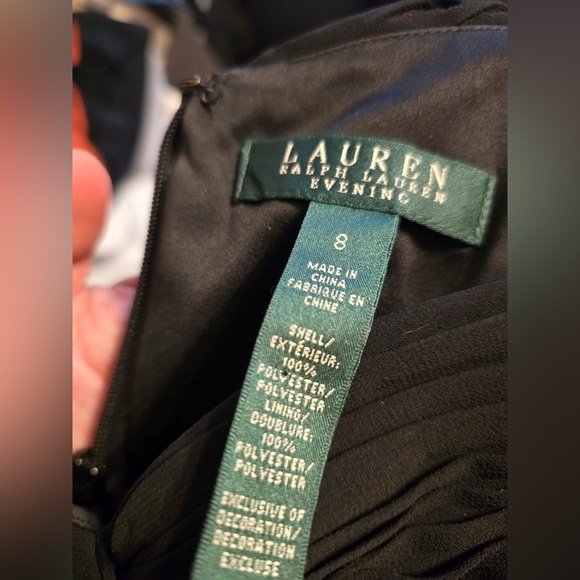 LAUREN
RALPH LAUREN
EVENING
8
MADE IN
CHINA
FABRIQUE EN
CHINE
SHELL/
EXTÉRIEUR:
100%
POLYESTER/
POLYESTER
LINING/
DOUBLURE:
100%
POLYESTER/
POLYESTER
EXCLUSIVE OF
DECORATION/
DECORATION
EXCLUSE